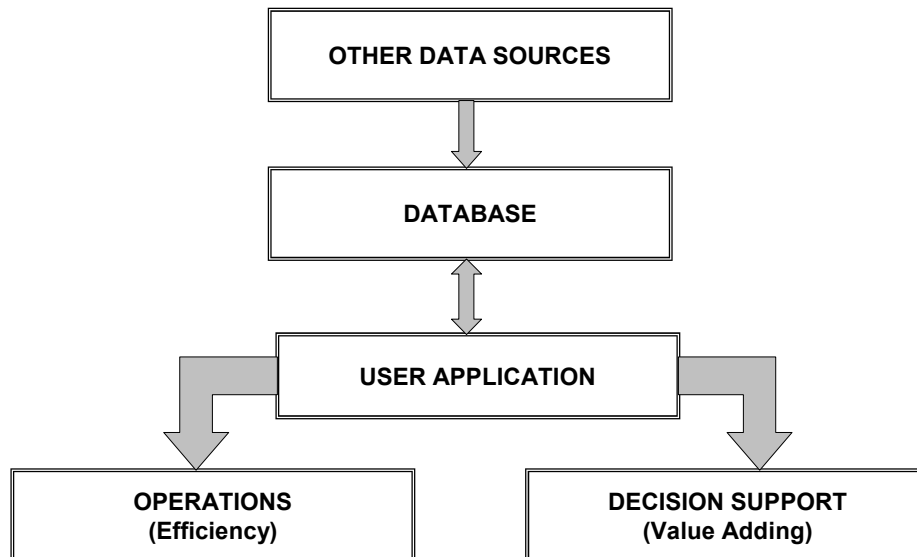 OTHER DATA SOURCES
DATABASE
USER APPLICATION
OPERATIONS
(Efficiency)
DECISION SUPPORT
(Value Adding)